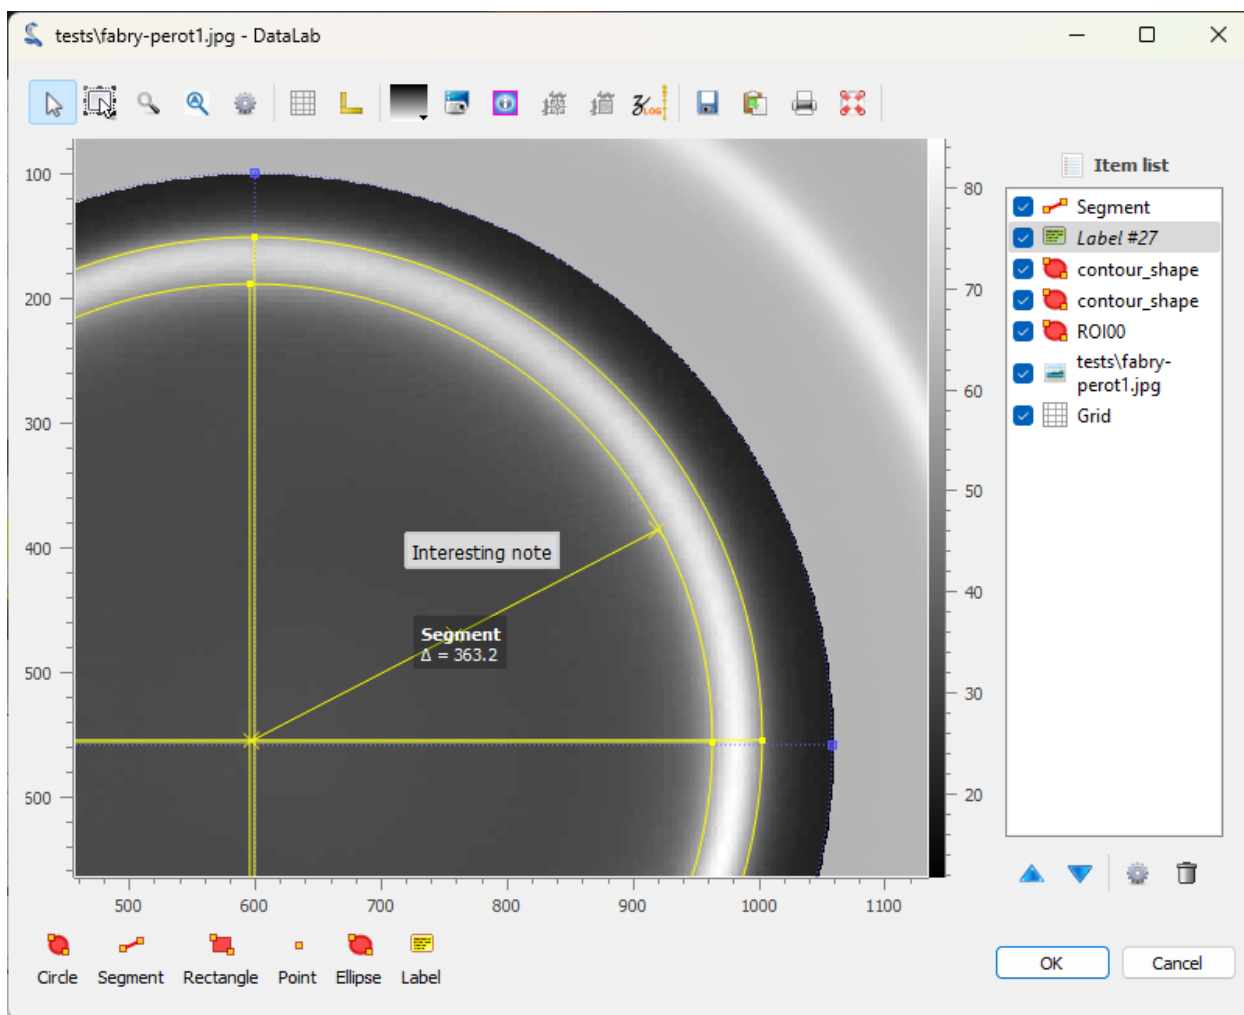 tests\fabry-perot1.jpg - DataLab
LOG
Item list
Segment
Label #27
contour_shape
contour_shape
ROI00
tests\fabry-
perot1.jpg
Grid
100
200
300
400
500
500
80
70
60
50
40
30
20
Interesting note
Segment
Δ = 363.2
500
600
700
800
900
1000
1100
Circle
Segment
Rectangle
Point
Ellipse
Label
OK
Cancel